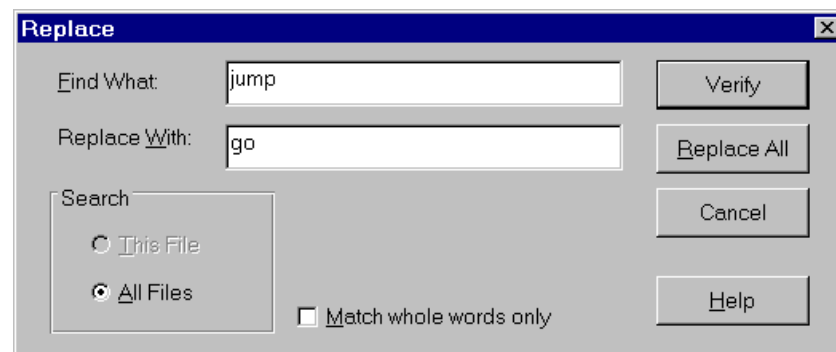 Replace
Find What:
jump
Verify
Replace With:
go
Replace All
Search
Cancel
This File
All Files
Help
Match whole words only